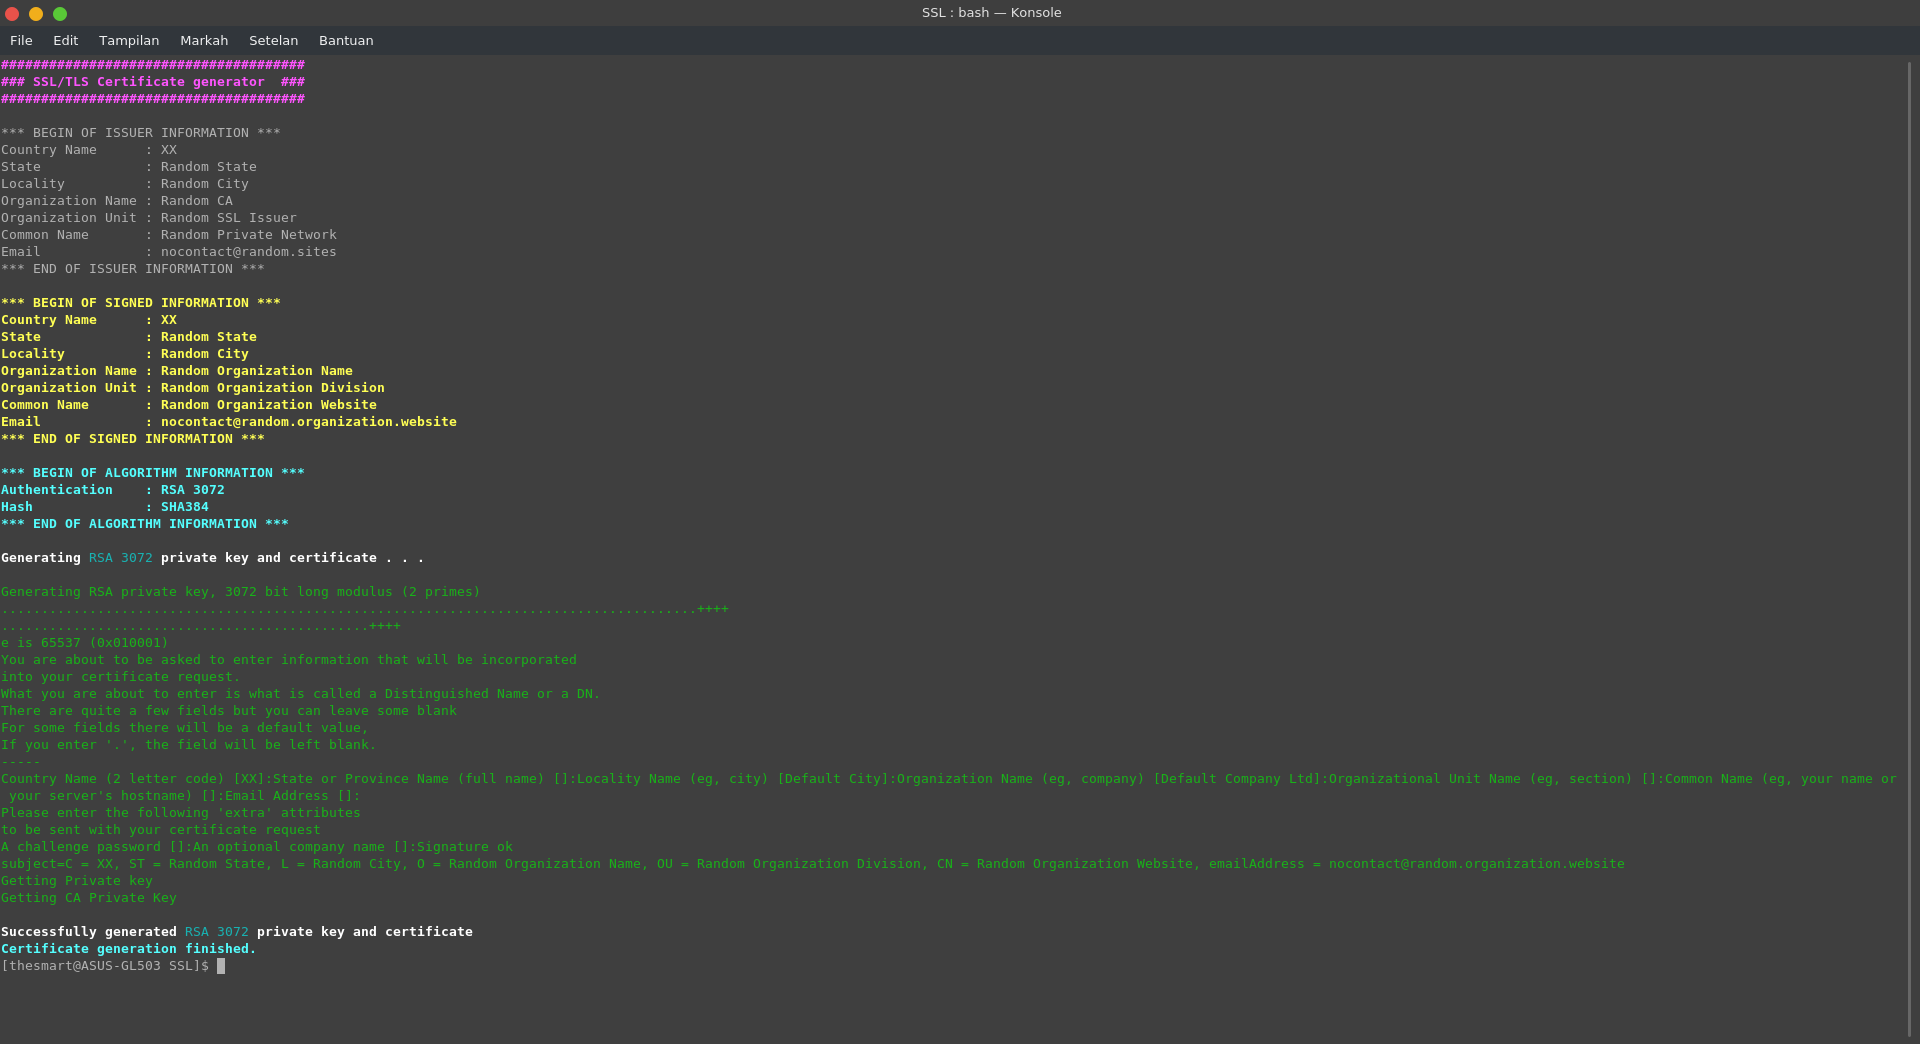 SSL : bash — Konsole
File Edit Tampilan Markah Setelan Bantuan
######################################
### SSL/TLS Certificate generator  ###
######################################
*** BEGIN OF ISSUER INFORMATION ***
Country Name      : XX
State             : Random State
Locality          : Random City
Organization Name : Random CA
Organization Unit : Random SSL Issuer
Common Name       : Random Private Network
Email             : nocontact@random.sites
*** END OF ISSUER INFORMATION ***
*** BEGIN OF SIGNED INFORMATION ***
Country Name      : XX
State             : Random State
Locality          : Random City
Organization Name : Random Organization Name
Organization Unit : Random Organization Division
Common Name       : Random Organization Website
Email             : nocontact@random.organization.website
*** END OF SIGNED INFORMATION ***
*** BEGIN OF ALGORITHM INFORMATION ***
Authentication    : RSA 3072
Hash              : SHA384
*** END OF ALGORITHM INFORMATION ***
Generating RSA 3072 private key and certificate . . .
Generating RSA private key, 3072 bit long modulus (2 primes)
.......................................................................................++++
..............................................++++
e is 65537 (0x010001)
You are about to be asked to enter information that will be incorporated
into your certificate request.
What you are about to enter is what is called a Distinguished Name or a DN.
There are quite a few fields but you can leave some blank
For some fields there will be a default value,
If you enter '.', the field will be left blank.
-----
Country Name (2 letter code) [XX]:State or Province Name (full name) []:Locality Name (eg, city) [Default City]:Organization Name (eg, company) [Default Company Ltd]:Organizational Unit Name (eg, section) []:Common Name (eg, your name or
 your server's hostname) []:Email Address []:
Please enter the following 'extra' attributes
to be sent with your certificate request
A challenge password []:An optional company name []:Signature ok
subject=C = XX, ST = Random State, L = Random City, O = Random Organization Name, OU = Random Organization Division, CN = Random Organization Website, emailAddress = nocontact@random.organization.website
Getting Private key
Getting CA Private Key
Successfully generated RSA 3072 private key and certificate
Certificate generation finished.
[thesmart@ASUS-GL503 SSL]$